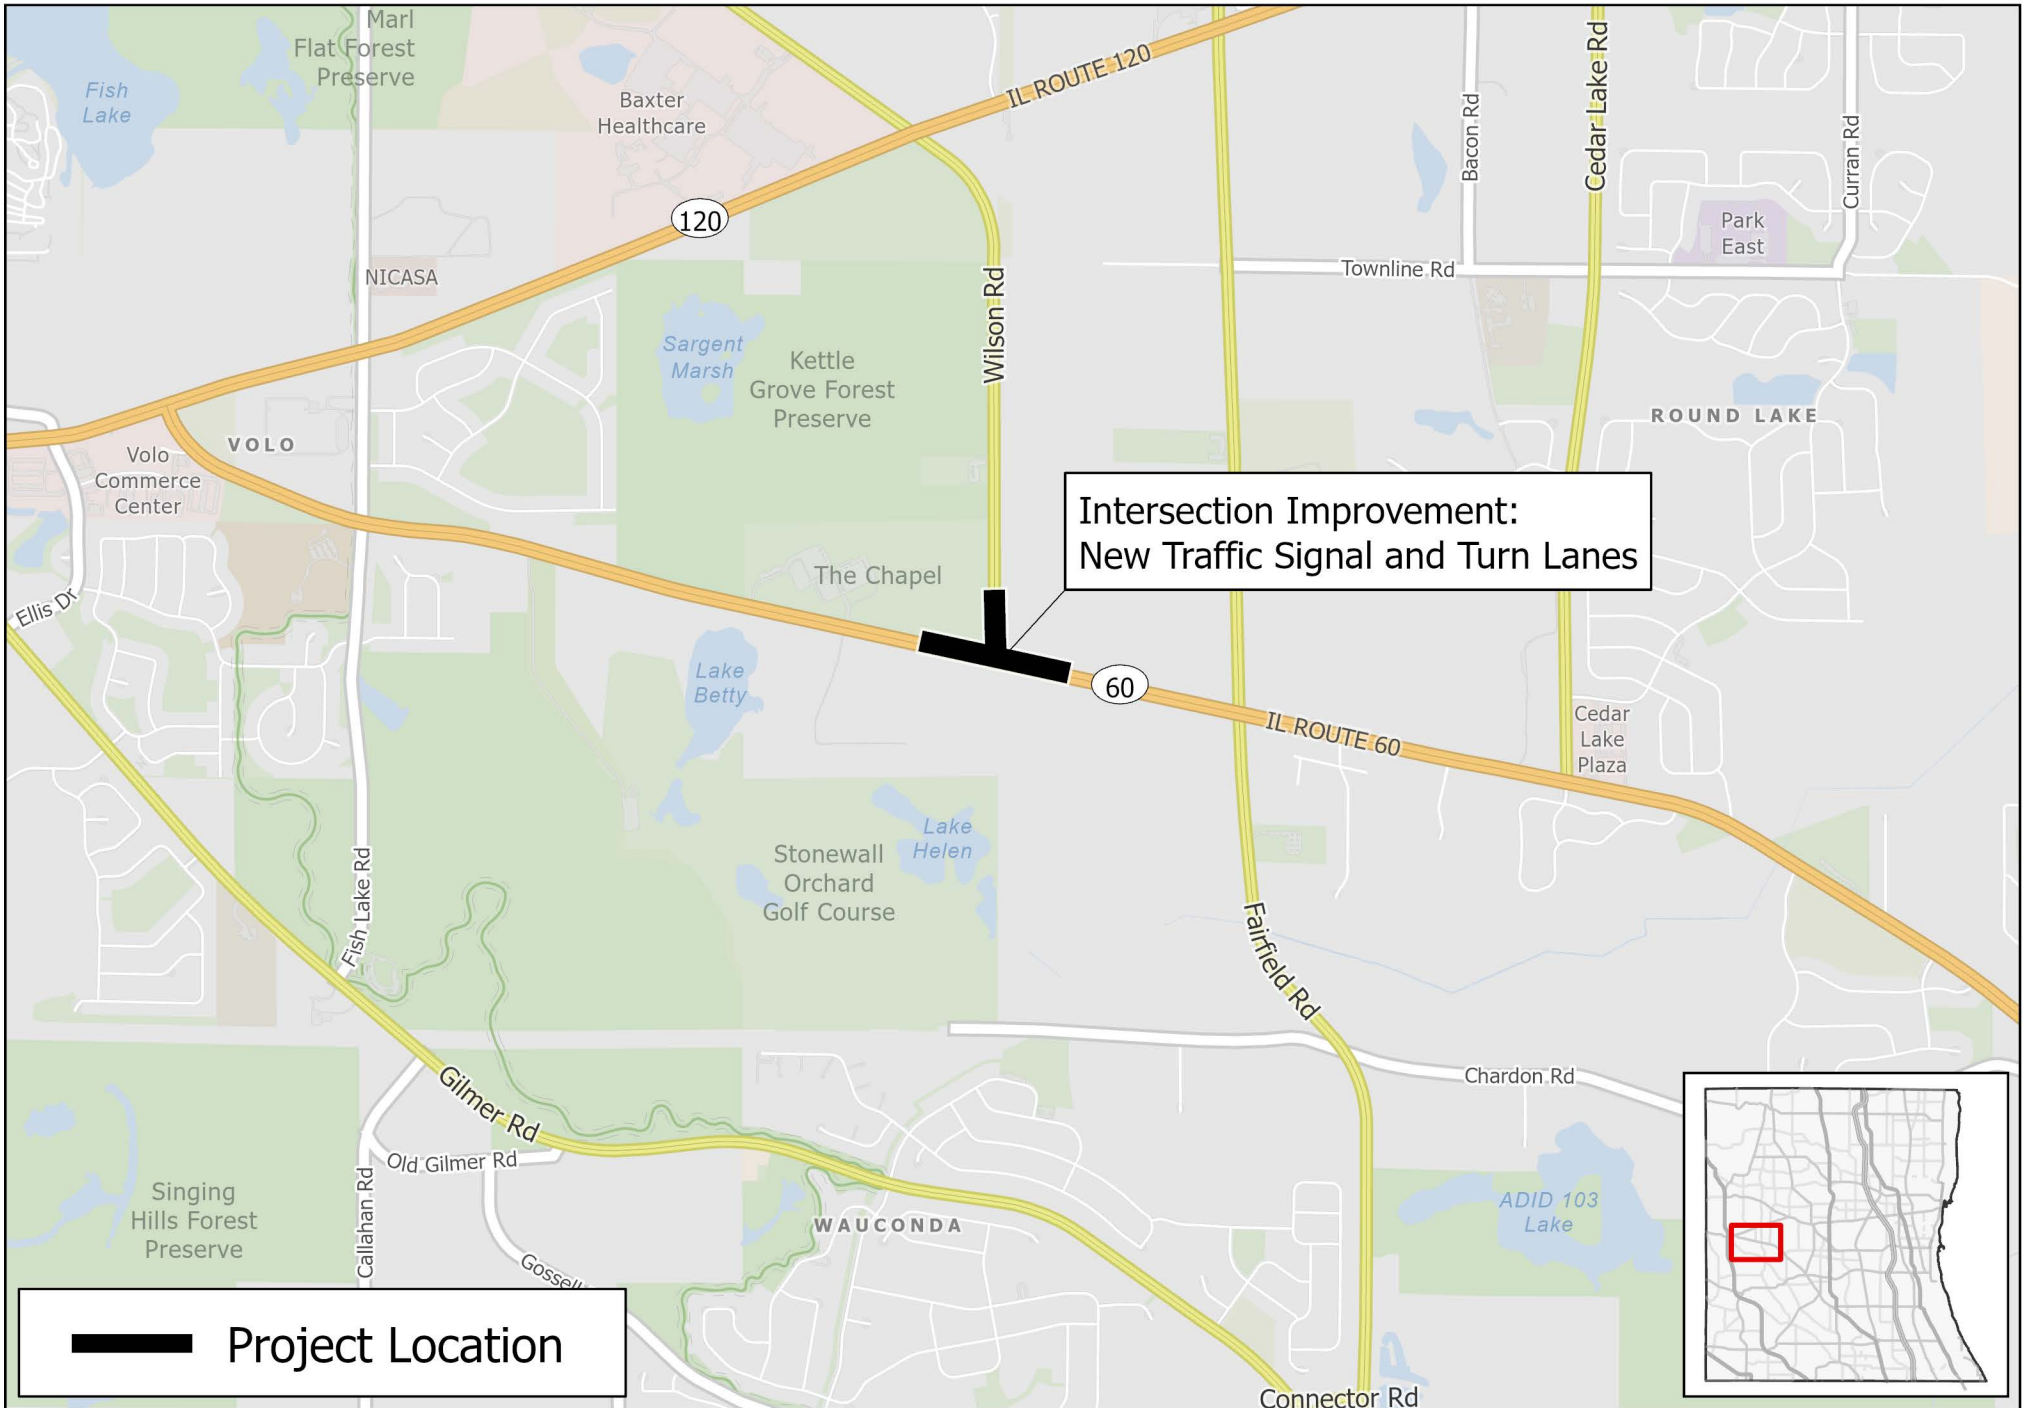 Marl
Flat Forest
Preserve
Fish
Lake
Baxter
Healthcare
IL ROUTE 120
Bacon Rd
Cedar Lake Rd
Curran Rd
120
Park
East
NICASA
Townline Rd
Wilson Rd
Sargent
Marsh
Kettle
Grove Forest
Preserve
ROUND LAKE
VOLO
Volo
Commerce
Center
Intersection Improvement:
New Traffic Signal and Turn Lanes
The Chapel
Ellis Dr
Lake
Betty
60
IL ROUTE 60
Cedar
Lake
Plaza
Lake
Helen
Stonewall
Orchard
Golf Course
Fish Lake Rd
Fairfield Rd
Chardon Rd
Gilmer Rd
Old Gilmer Rd
Callahan Rd
Singing
Hills Forest
Preserve
WAUCONDA
ADID 103
Lake
Gossell
Project Location
Connector Rd